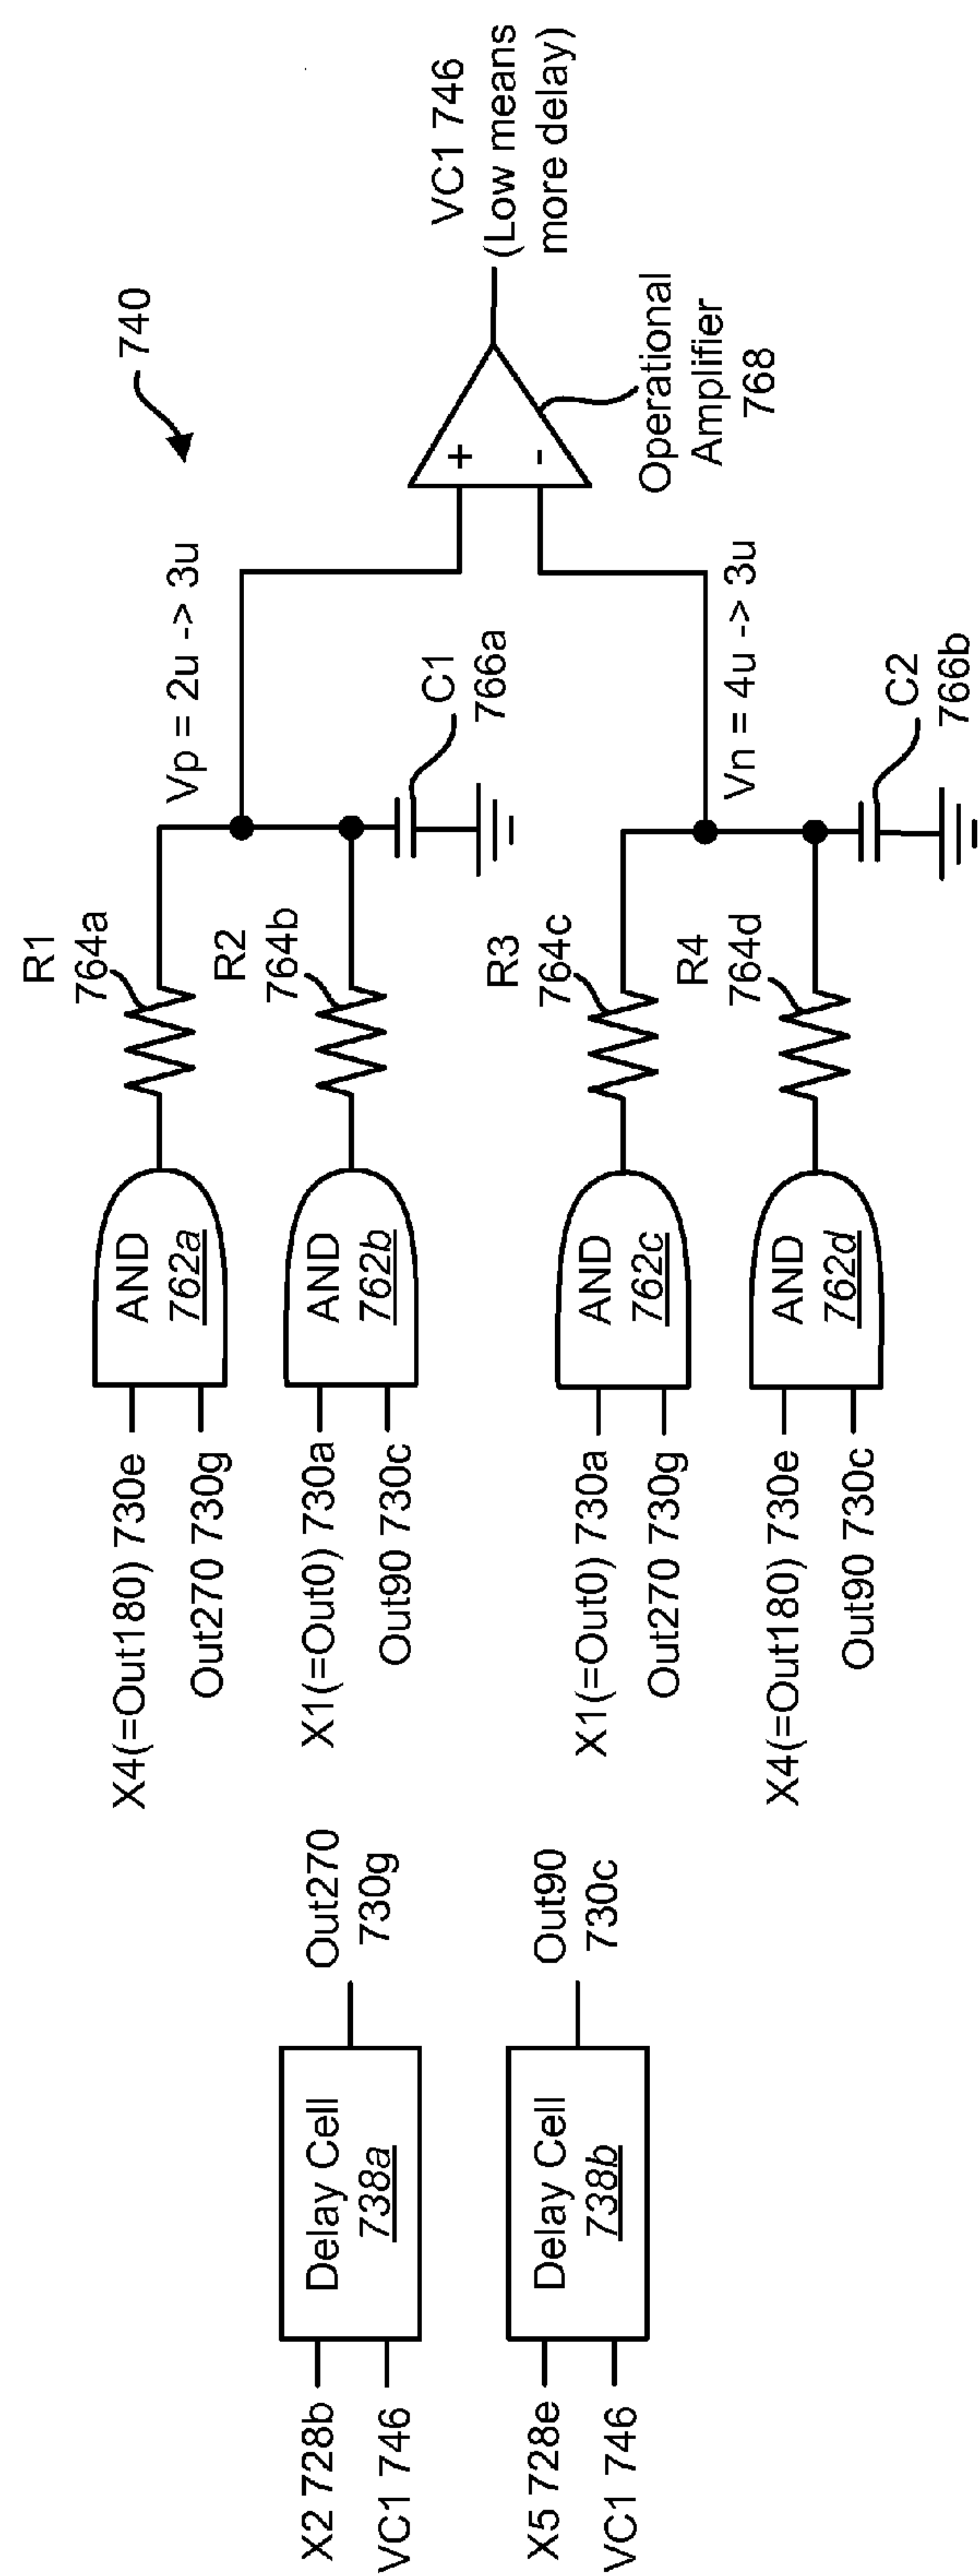 740
X2 728b
VC1 746
Delay Cell
738a
Out270
730g
X5 728e
VC1 746
Delay Cell
738b
Out90
730c
X4(=Out180) 730e
Out270 730g
AND
762a
R1
764a
X1(=Out0) 730a
Out90 730c
AND
762b
R2
764b
Vp = 2u -> 3u
C1
766a
X1(=Out0) 730a
Out270 730g
AND
762c
R3
764c
X4(=Out180) 730e
Out90 730c
AND
762d
R4
764d
Vn = 4u -> 3u
C2
766b
+
-
Operational
Amplifier
768
VC1 746
(Low means
more delay)